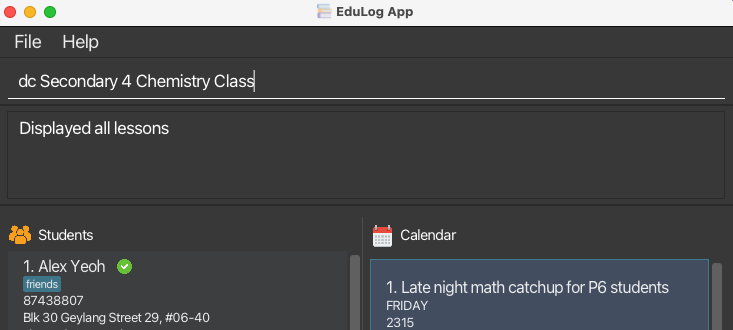 EduLog App
File Help
dc Secondary 4 Chemistry Class
Displayed all lessons
Students
Calendar
1. Alex Yeoh
friends
87438807
Blk 30 Geylang Street 29, #06-40
1. Late night math catchup for P6 students
FRIDAY
2315